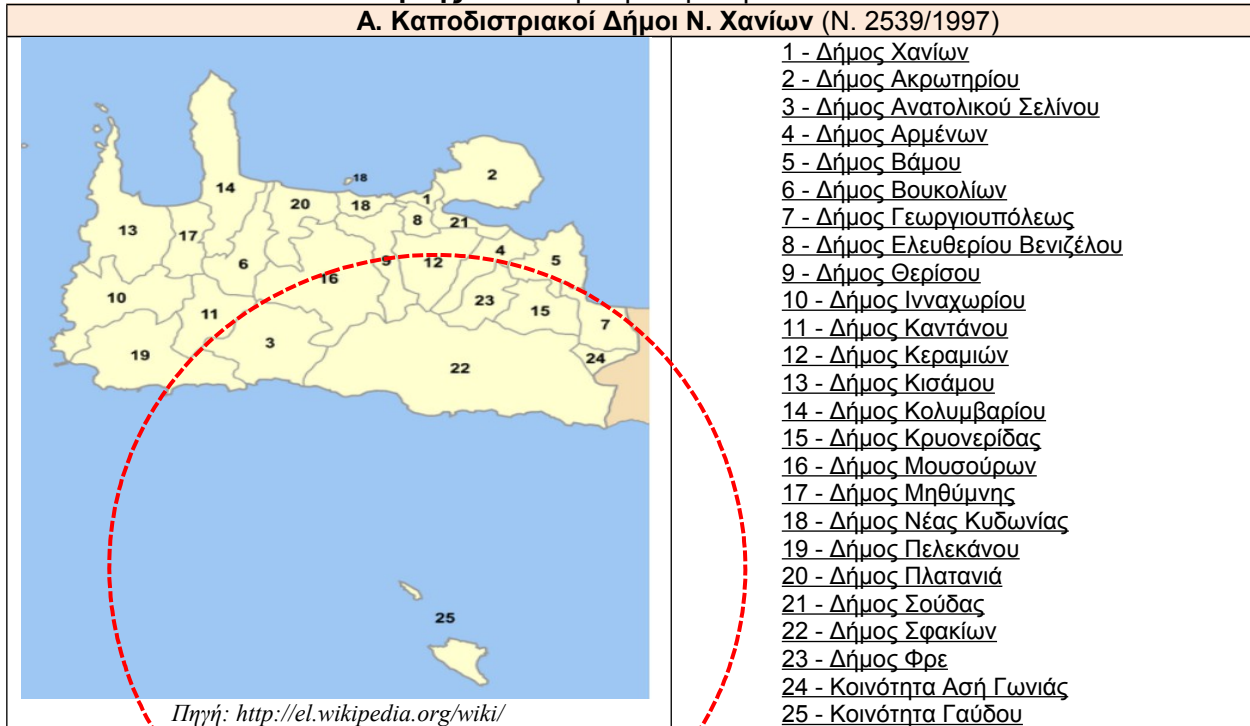 Α. Καποδιστριακοί Δήμοι Ν. Χανίων (Ν. 2539/1997)
1 - Δήμος Χανίων
2 - Δήμος Ακρωτηρίου
3 - Δήμος Ανατολικού Σελίνου
4 - Δήμος Αρμένων
5 - Δήμος Βάμου
6 - Δήμος Βουκολίων
7 - Δήμος Γεωργιουπόλεως
8 - Δήμος Ελευθερίου Βενιζέλου
9 - Δήμος Θερίσου
10 - Δήμος Ινναχωρίου
11 - Δήμος Καντάνου
12 - Δήμος Κεραμιών
13 - Δήμος Κισάμου
14 - Δήμος Κολυμβαρίου
15 - Δήμος Κρυονερίδας
16 - Δήμος Μουσούρων
17 - Δήμος Μηθύμνης
18 - Δήμος Νέας Κυδωνίας
19 - Δήμος Πελεκάνου
20 - Δήμος Πλατανιά
21 - Δήμος Σούδας
22 - Δήμος Σφακίων
23 - Δήμος Φρε
24 - Κοινότητα Ασή Γωνιάς
25 - Κοινότητα Γαύδου
2
18
14
20
18
1
8
21
13
17
6
9
12
4
5
16
10
11
23
15
7
3
19
22
24
25
Πηγή: http://el.wikipedia.org/wiki/